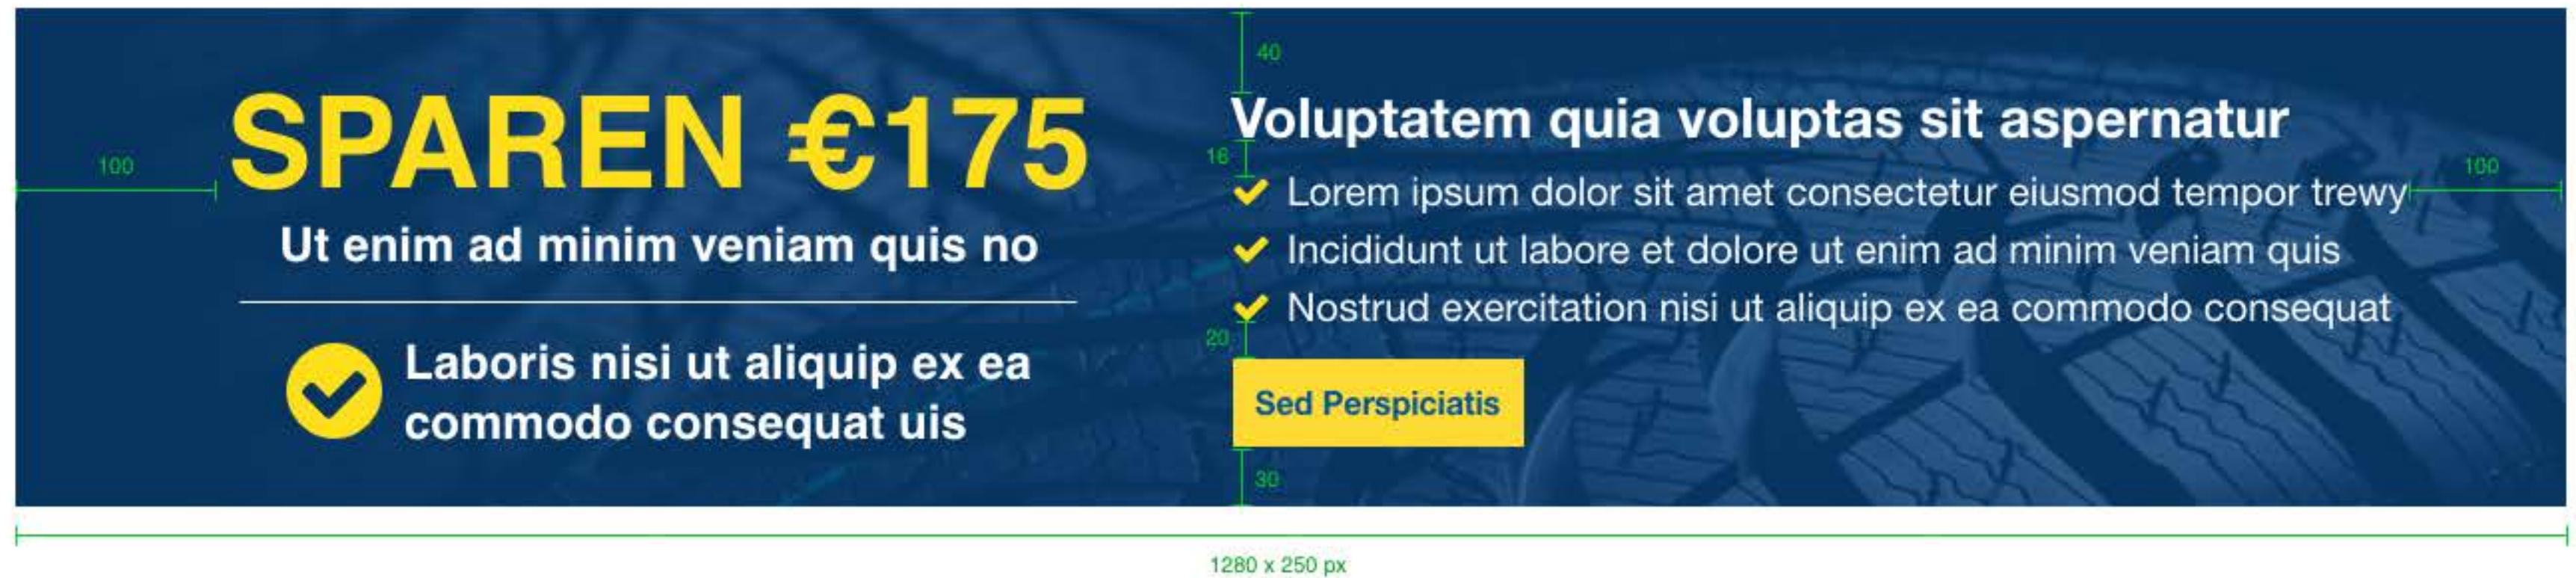 SPAREN €175
Ut enim ad minim veniam quis no
Laboris nisi ut aliquip ex ea
commodo consequat uis
100
40
Voluptatem quia voluptas sit aspernatur
16
Lorem ipsum dolor sit amet consectetur eiusmod tempor trewy
Incididunt ut labore et dolore ut enim ad minim veniam quis
Nostrud exercitation nisi ut aliquip ex ea commodo consequat
20
Sed Perspiciatis
30
100
1280 x 250 px